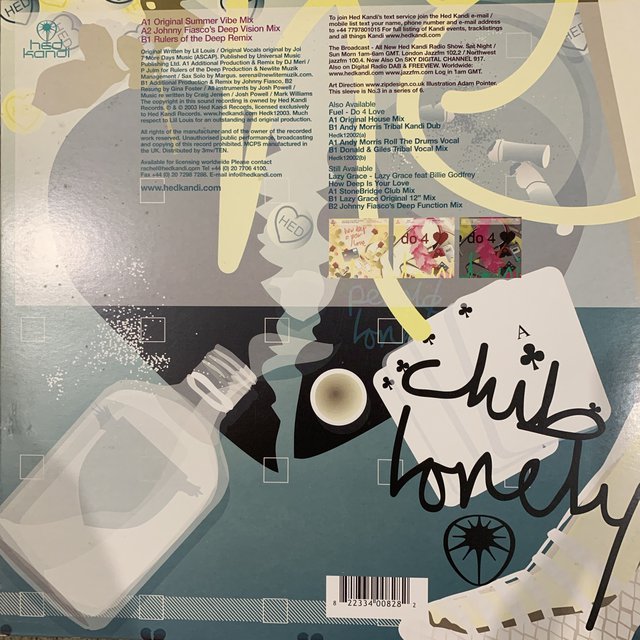 hed
kandi
A1 Original Summer Vibe Mix
A2 Johnny Fiasco's Deep Vision Mix
B1 Rulers of the Deep Remix
Original Written by Lil Louis / Original Vocals original by Joi
7 More Days Music (ASCAP). Published by Universal Music
Publishing Ltd. A1 Additional Production & Remix by DJ Meri /
P Julm for Rulers of the Deep Production & Newlite Muzik
Management / Sax Solo by Margus. serena@newitemuzik.com.
B1 Additional Production & Remix by Johnny Fiasco. B2
Resung by Gina Foster / All instruments by Josh Powell /
Music re written by Craig Jensen / Josh Powell / Mark Williams
The copyright in this sound recording is owned by Hed
Kandi Records. ℗ & © 2003 Hed Kandi Records, licensed exclusively
to Hed Kandi Records. www.hedkandi.com Hedk12003. Much
respect to Lil Louis for an outstanding and original production.
All rights of the manufacturer and of the owner of the recorded
work reserved. Unauthorised public performance, broadcasting
and copying of this record prohibited. MCPS manufactured in
the UK. Distributed by 3mv/TEN.
Available for licensing worldwide Please contact
rachel@hedkandi.com Tel +44 (0) 20 7706 4100.
Fax +44 (0) 20 7298 7286. E-mail info@hedkandi.com
www.hedkandi.com
To join Hed Kandi's text service join the Hed Kandi e-mail /
mobile list text your name, phone number and e-mail address
to +44 7797801015 For full listing of Kandi events, tracklistings
and all things Kandi www.hedkandi.com
The Broadcast - All New Hed Kandi Radio Show. Sat Night /
Sun Morn 1am-6am GMT. London Jazzfm 102.2 / Northwest
jazzfm 100.4. Now Also On SKY DIGITAL CHANNEL 917.
Also on Digital Radio DAB & FREEVIEW. Worldwide:
www.hedkandi.com www.jazzfm.com Log in 1am GMT.
Art Direction www.zipdesign.co.uk Illustration Adam Pointer.
This sleeve is No.3 in a series of 6.
Also Available
Fuel - Do 4 Love
A1 Original House Mix
B1 Andy Morris Tribal Kandi Dub
Hedk12002(s)
A1 Andy Morris Roll The Drums Vocal
B1 Donald & Giles Tribal Vocal Mix
Hedk12002(s)
Still Available
Lazy Grace - Lazy Grace feat Billie Godfrey
How Deep Is Your Love
A1 StoneBridge Club Mix
B1 Lazy Grace Original 12" Mix
B2 Johnny Fiasco's Deep Function Mix
HED
HED
how deep
is your
love
do 4
do 4
A
club
lonely
8 22334 00828 2